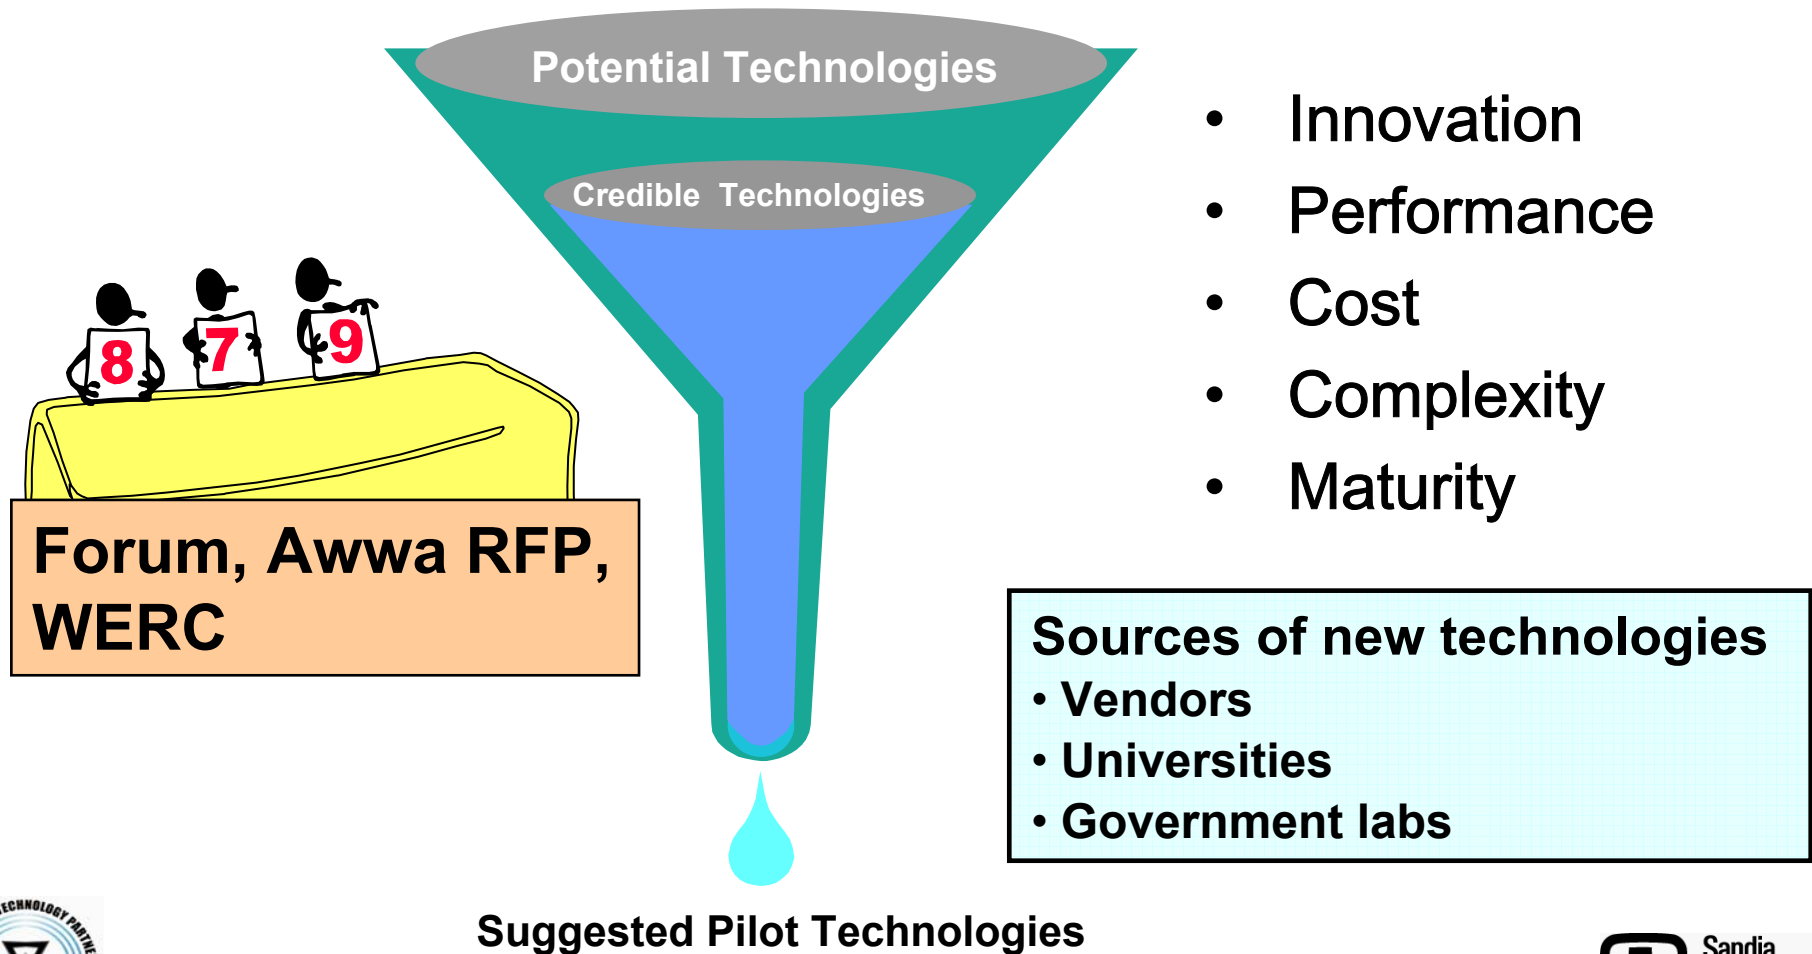 Potential Technologies
Credible Technologies
8 7 9
Forum, Awwa RFP,
WERC
• Innovation
• Performance
• Cost
• Complexity
• Maturity
Sources of new technologies
• Vendors
• Universities
• Government labs
Suggested Pilot Technologies
TECHNOLOGY
Sandia